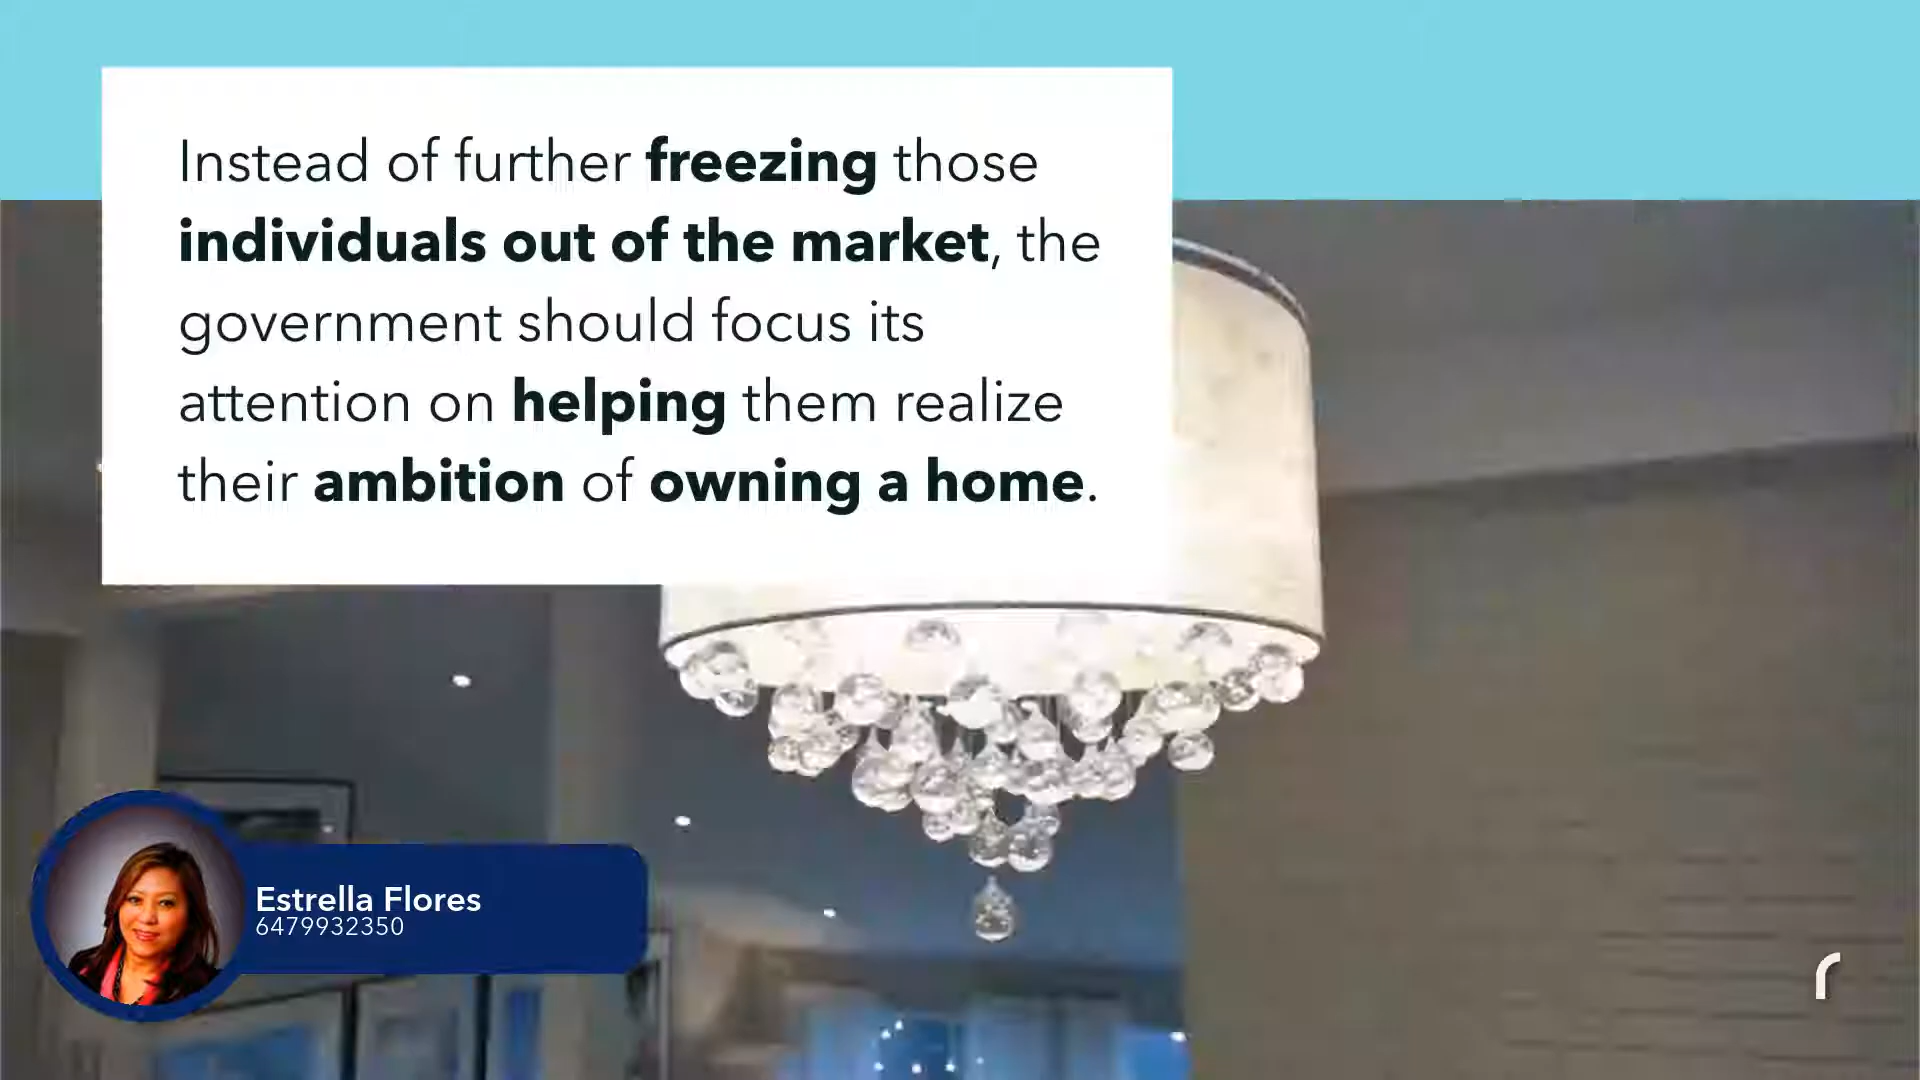 Instead of further freezing those
individuals out of the market, the
government should focus its
attention on helping them realize
their ambition of owning a home.
Estrella Flores
6479932350
r